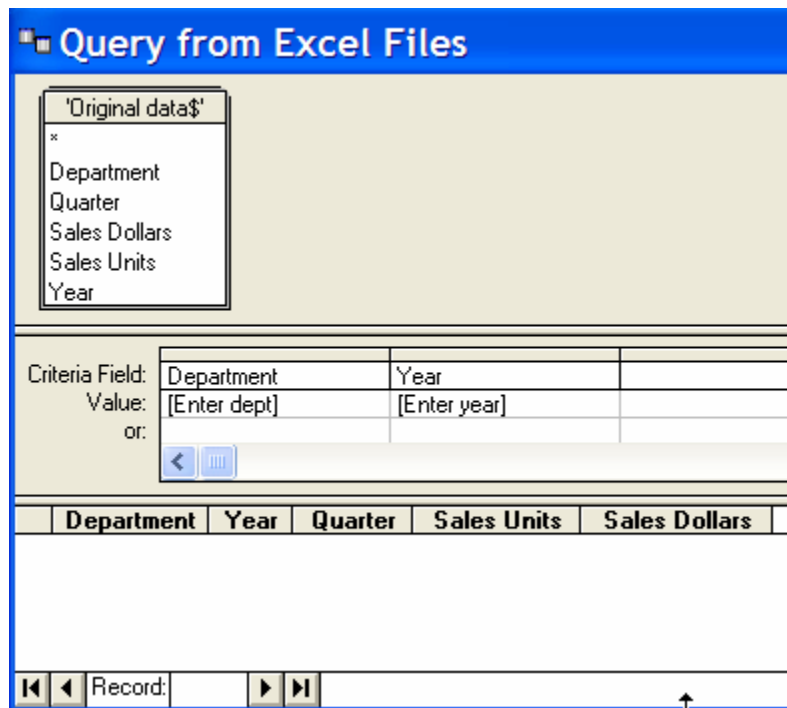 Query from Excel Files
'Original data$'
*
Department
Quarter
Sales Dollars
Sales Units
Year
Criteria Field: Department Year
Value: [Enter dept] [Enter year]
or:
Department Year Quarter Sales Units Sales Dollars
Record: